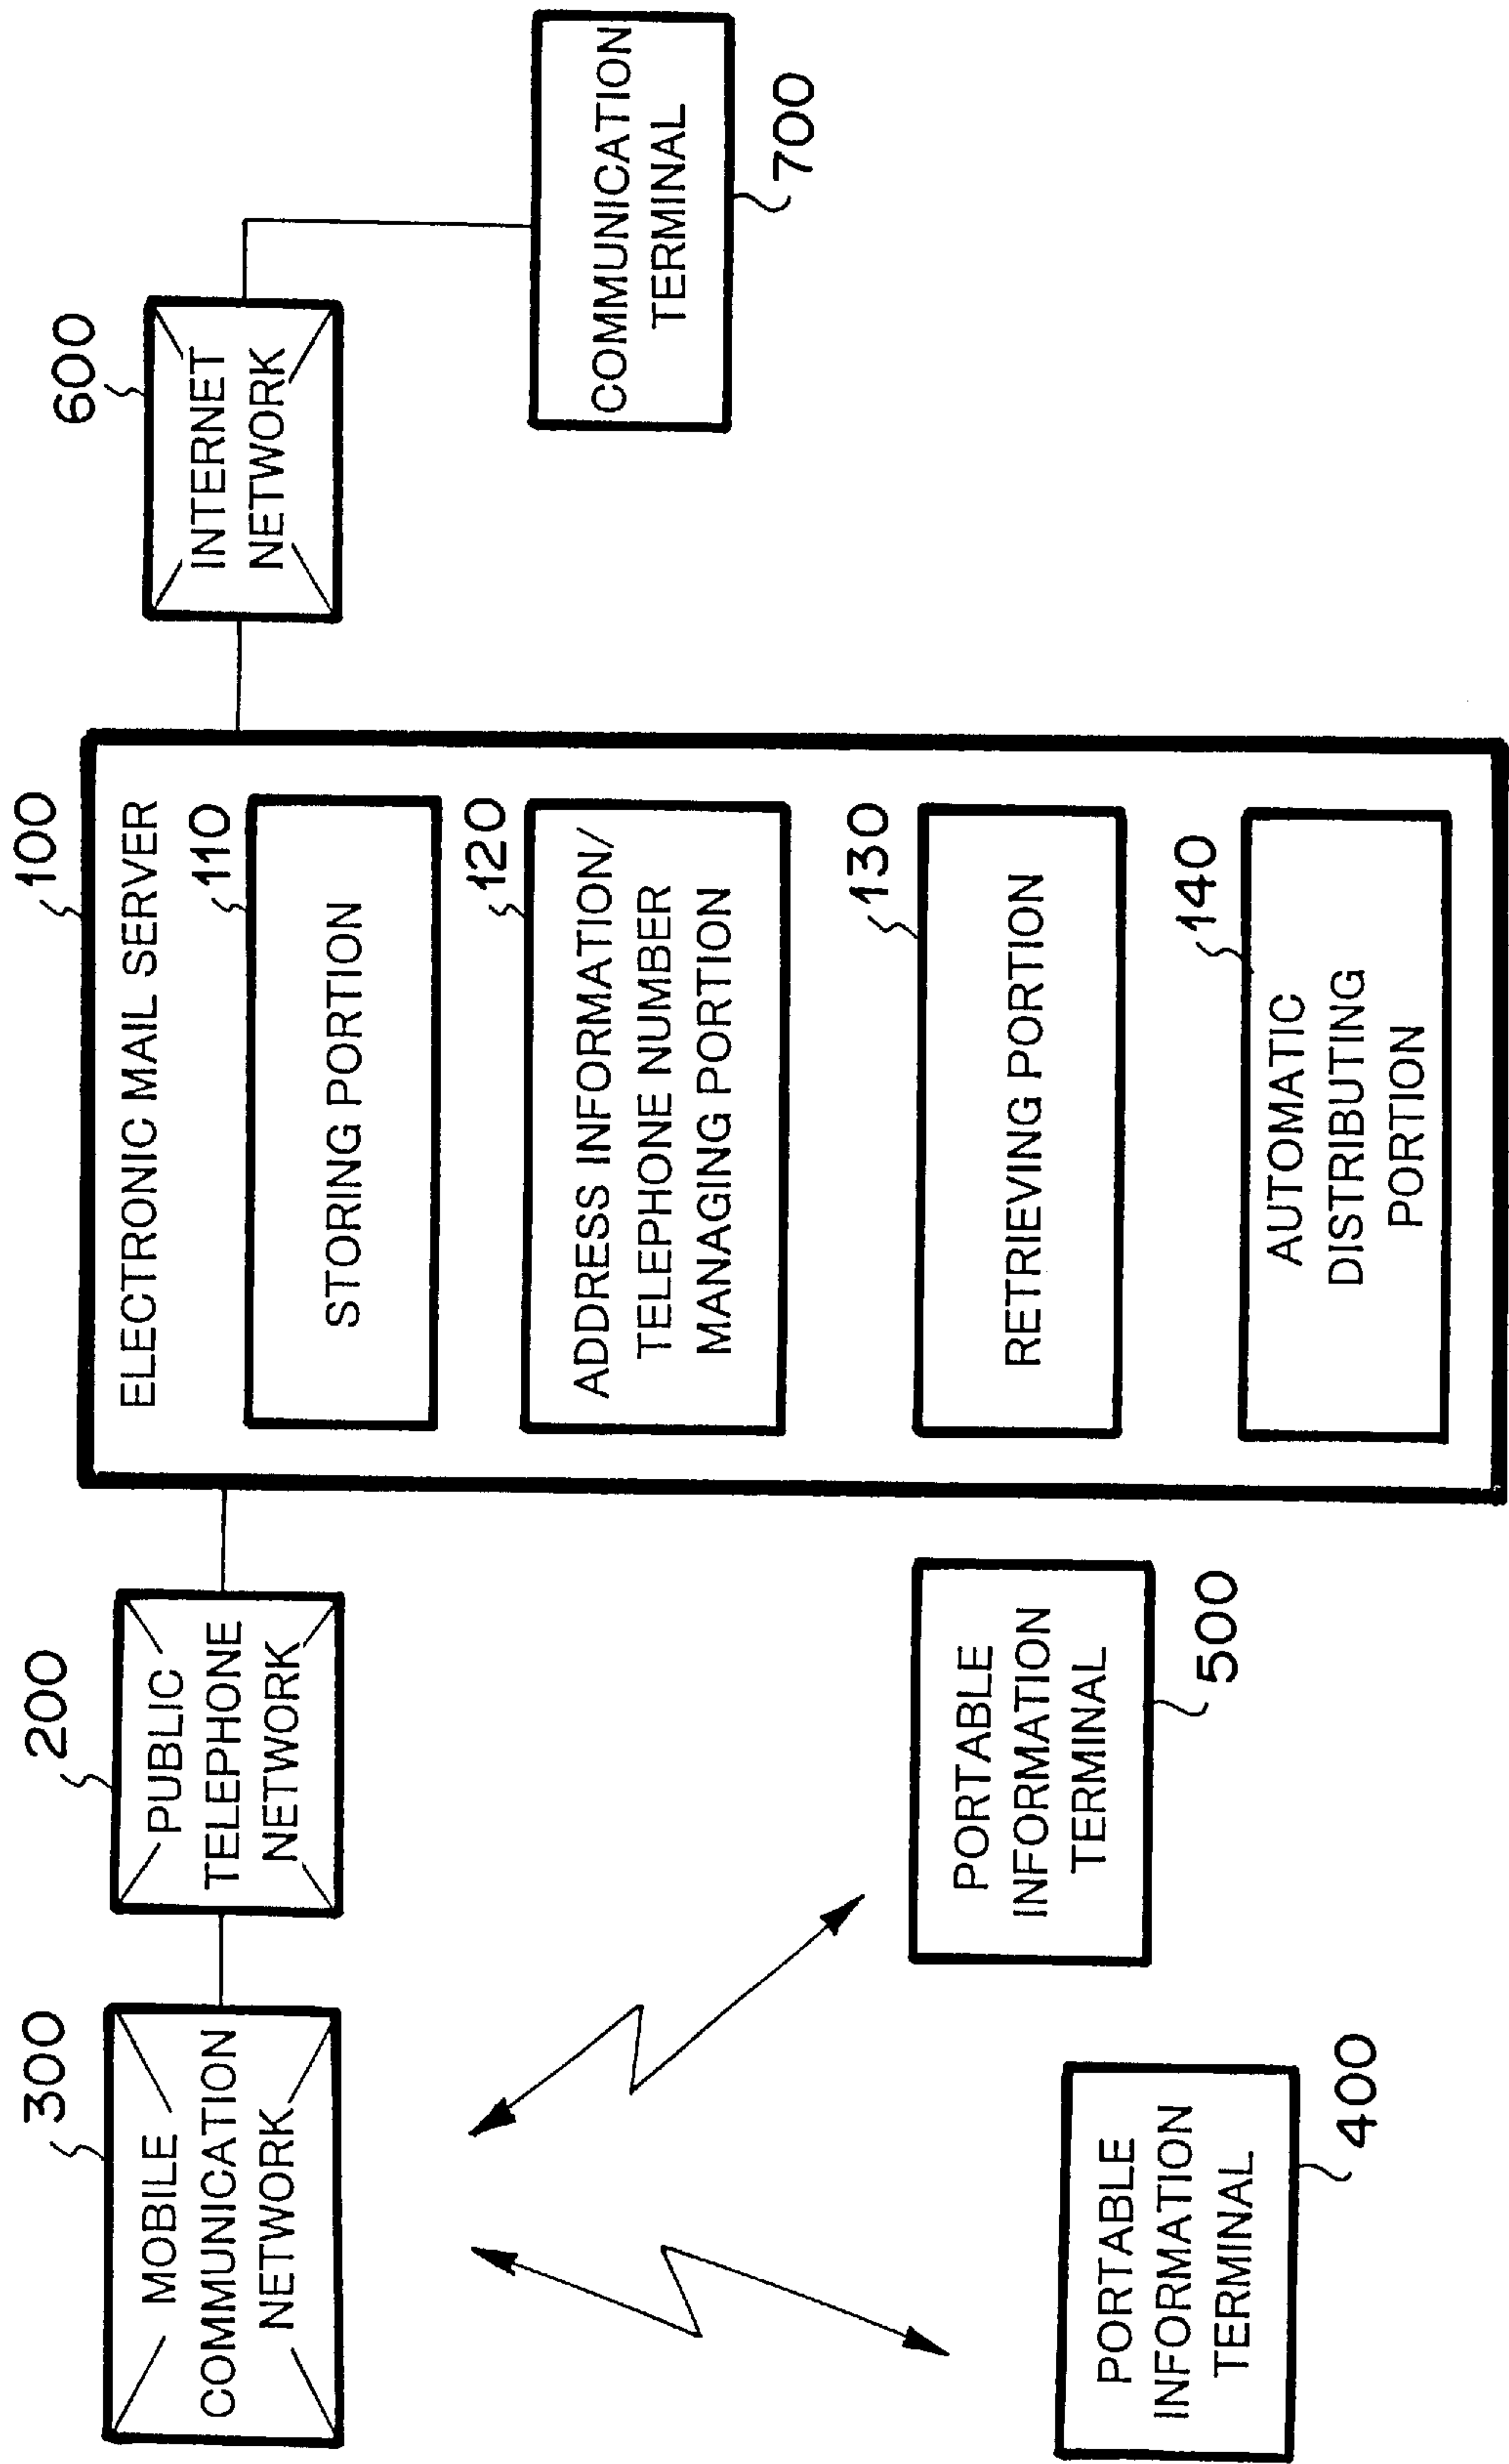 300
MOBILE
COMMUNICATION
NETWORK
200
PUBLIC
TELEPHONE
NETWORK
100
ELECTRONIC MAIL SERVER
110
STORING PORTION
120
ADDRESS INFORMATION/
TELEPHONE NUMBER
MANAGING PORTION
130
RETRIEVING PORTION
140
AUTOMATIC
DISTRIBUTING
PORTION
600
INTERNET
NETWORK
COMMUNICATION
TERMINAL
700
PORTABLE
INFORMATION
TERMINAL
500
PORTABLE
INFORMATION
TERMINAL
400